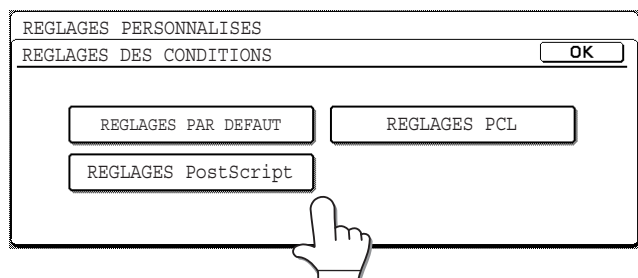 REGLAGES PERSONNALISES
REGLAGES DES CONDITIONS OK
REGLAGES PAR DEFAUT REGLAGES PCL
REGLAGES PostScript